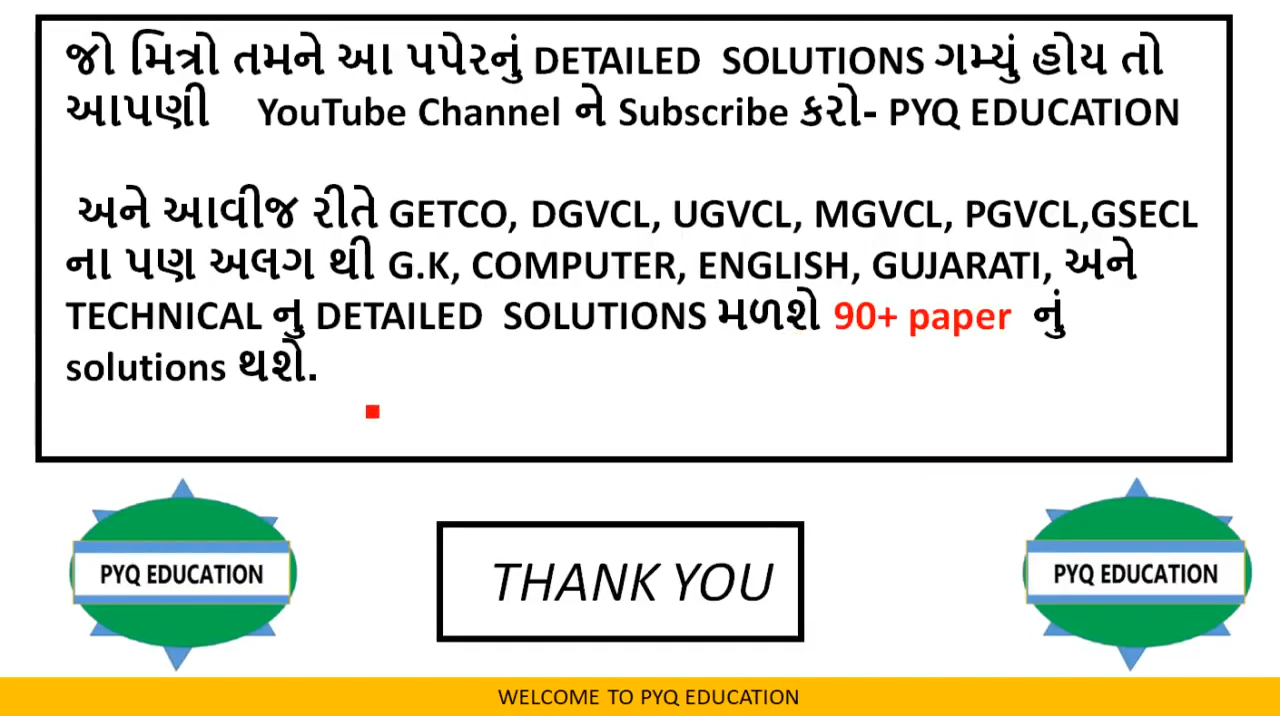 જો મિત્રો તમને આ પપેરનું DETAILED SOLUTIONS ગમ્યું હોય તો
આપણી YouTube Channel ને Subscribe કરો- PYQ EDUCATION
અને આવીજ રીતે GETCO, DGVCL, UGVCL, MGVCL, PGVCL,GSECL
ના પણ અલગ થી G.K, COMPUTER, ENGLISH, GUJARATI, અને
TECHNICAL નુ DETAILED SOLUTIONS મળશે 90+ paper નું
solutions થશે.
PYQ EDUCATION
THANK YOU
PYQ EDUCATION
WELCOME TO PYQ EDUCATION